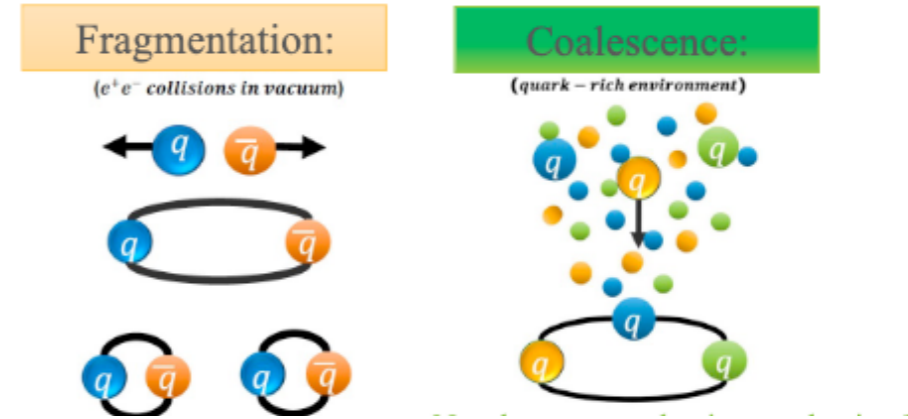 Fragmentation:
(e⁺e⁻ collisions in vacuum)
q q̅
q q̅
q q̅ q q̅
Coalescence:
(quark – rich environment)
q q q
q
q q